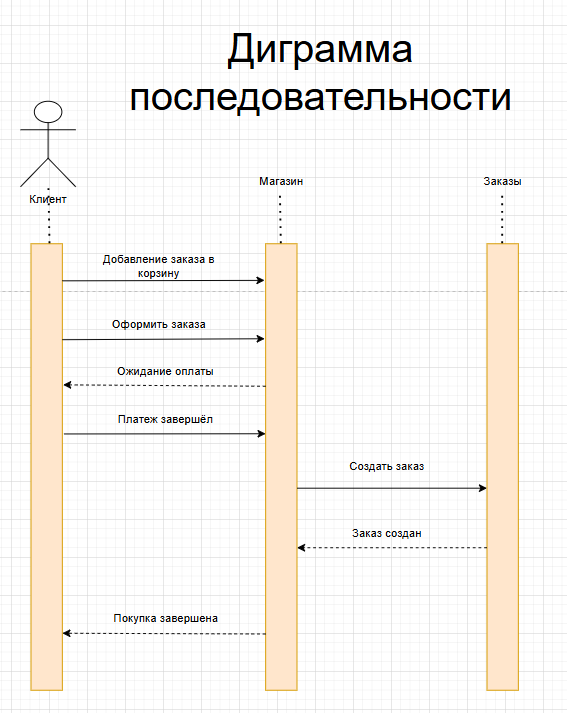 Диграмма
последовательности
Магазин
Заказы
Клиент
Добавление заказа в
корзину
Оформить заказа
Ожидание оплаты
Платеж завершёл
Создать заказ
Заказ создан
Покупка завершена